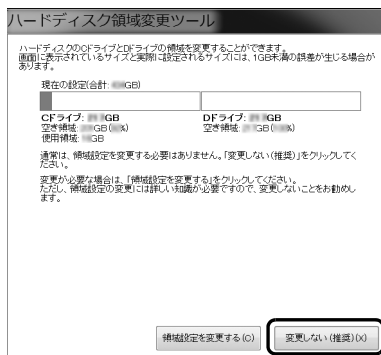 ハードディスク領域変更ツール
ハードディスクのCドライブとDドライブの領域を変更することができます。
画面に表示されているサイズと実際に設定されるサイズには、1GB未満の誤差が生じる場合が
あります。
現在の設定(合計: GB)
Cドライブ: GB
Dドライブ: GB
空き領域: GB( %)
空き領域: GB( %)
使用領域: GB
通常は、領域設定を変更する必要はありません。「変更しない(推奨)」をクリックしてく
ださい。
変更が必要な場合は、「領域設定を変更する」をクリックしてください。
ただし、領域設定の変更には詳しい知識が必要ですので、変更しないことをお勧めし
ます。
領域設定を変更する(C)
変更しない(推奨)(X)